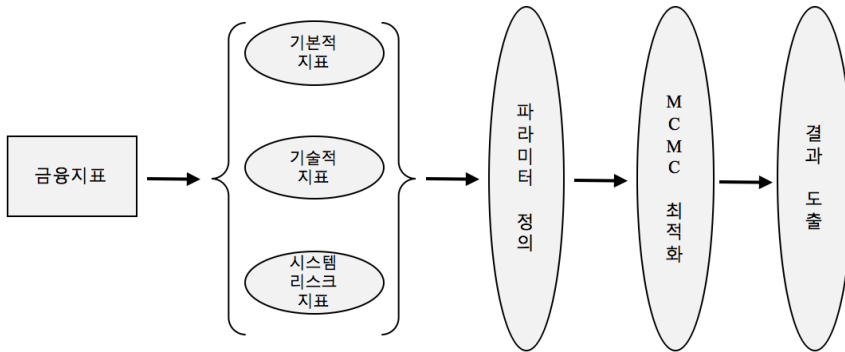 금융지표
기본적
지표
기술적
지표
시스템
리스크
지표
파라미터 정의
MCMC 최적화
결과 도출